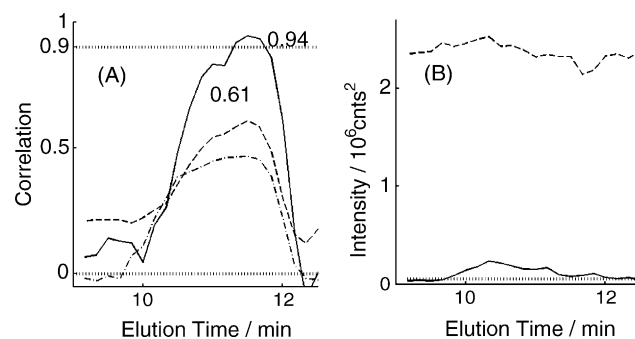 1
0.9
0.5
0
Correlation
(A)
0.94
0.61
10
12
Elution Time / min
2
1
0
Intensity / 10⁶cnts²
(B)
10
12
Elution Time / min